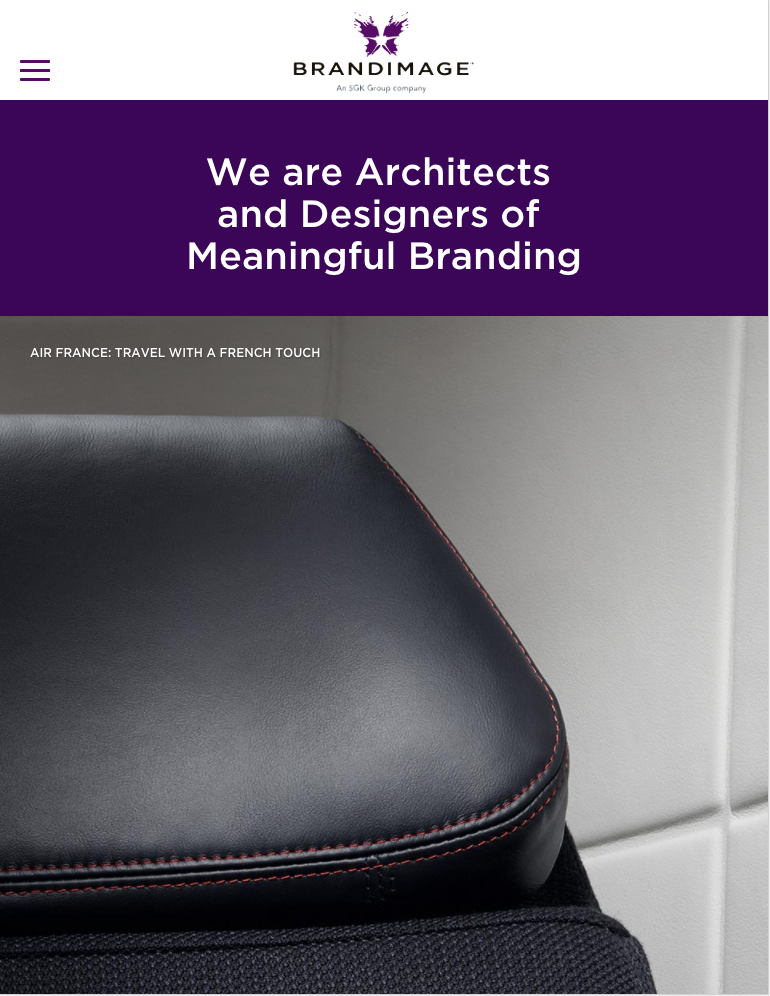 BRANDIMAGE
An SGK Group company
We are Architects
and Designers of
Meaningful Branding
AIR FRANCE: TRAVEL WITH A FRENCH TOUCH